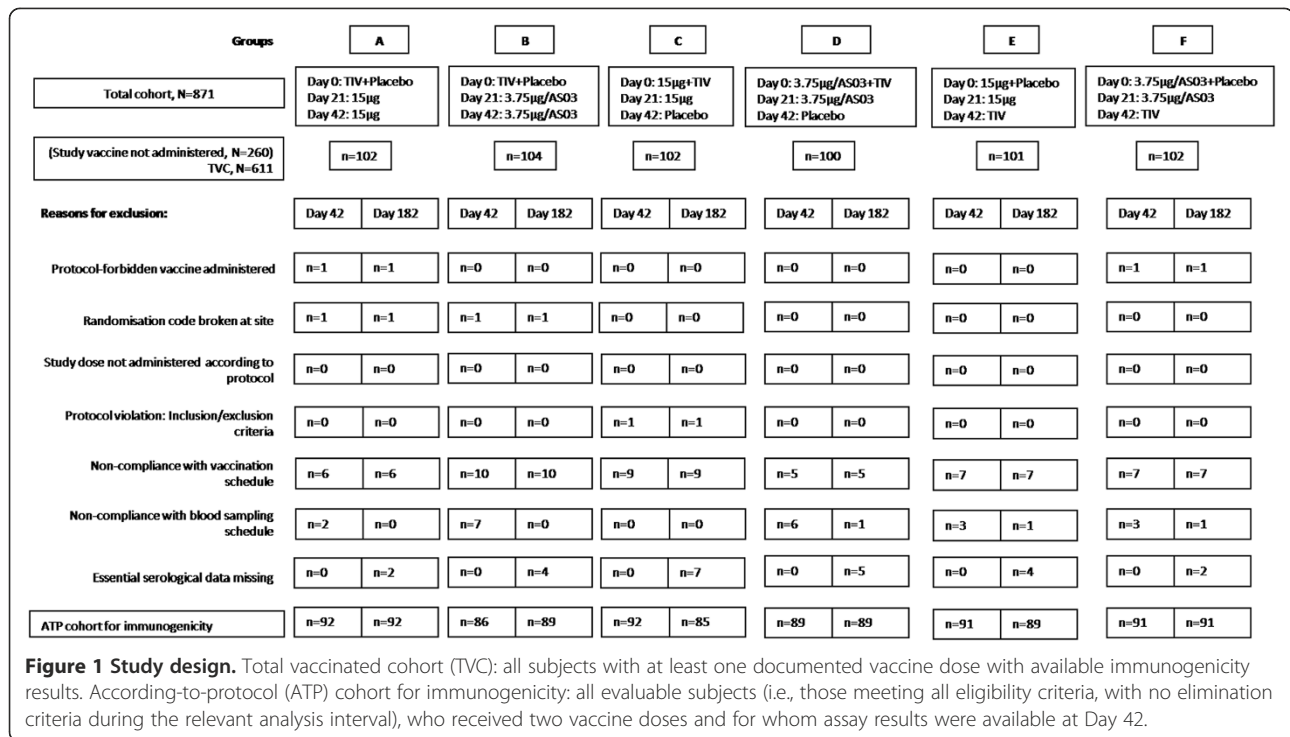 Groups A B C D E F
Total cohort, N=871
Day 0: TIV+Placebo
Day 21: 15µg
Day 42: 15µg
Day 0: TIV+Placebo
Day 21: 3.75µg/AS03
Day 42: 3.75µg/AS03
Day 0: 15µg+TIV
Day 21: 15µg
Day 42: Placebo
Day 0: 3.75µg/AS03+TIV
Day 21: 3.75µg/AS03
Day 42: Placebo
Day 0: 15µg+Placebo
Day 21: 15µg
Day 42: TIV
Day 0: 3.75µg/AS03+Placebo
Day 21: 3.75µg/AS03
Day 42: TIV
(Study vaccine not administered, N=260)
TVC, N=611
n=102 n=104 n=102 n=100 n=101 n=102
Reasons for exclusion: Day 42 Day 182 Day 42 Day 182 Day 42 Day 182 Day 42 Day 182 Day 42 Day 182 Day 42 Day 182
Protocol-forbidden vaccine administered n=1 n=1 n=0 n=0 n=0 n=0 n=0 n=0 n=0 n=0 n=1 n=1
Randomisation code broken at site n=1 n=1 n=1 n=1 n=0 n=0 n=0 n=0 n=0 n=0 n=0 n=0
Study dose not administered according to
protocol n=0 n=0 n=0 n=0 n=0 n=0 n=0 n=0 n=0 n=0 n=0 n=0
Protocol violation: Inclusion/exclusion
criteria n=0 n=0 n=0 n=0 n=1 n=1 n=0 n=0 n=0 n=0 n=0 n=0
Non-compliance with vaccination
schedule n=6 n=6 n=10 n=10 n=9 n=9 n=5 n=5 n=7 n=7 n=7 n=7
Non-compliance with blood sampling
schedule n=2 n=0 n=7 n=0 n=0 n=0 n=6 n=1 n=3 n=1 n=3 n=1
Essential serological data missing n=0 n=2 n=0 n=4 n=0 n=7 n=0 n=5 n=0 n=4 n=0 n=2
ATP cohort for immunogenicity n=92 n=92 n=86 n=89 n=92 n=85 n=89 n=89 n=91 n=89 n=91 n=91
Figure 1 Study design. Total vaccinated cohort (TVC): all subjects with at least one documented vaccine dose with available immunogenicity
results. According-to-protocol (ATP) cohort for immunogenicity: all evaluable subjects (i.e., those meeting all eligibility criteria, with no elimination
criteria during the relevant analysis interval), who received two vaccine doses and for whom assay results were available at Day 42.